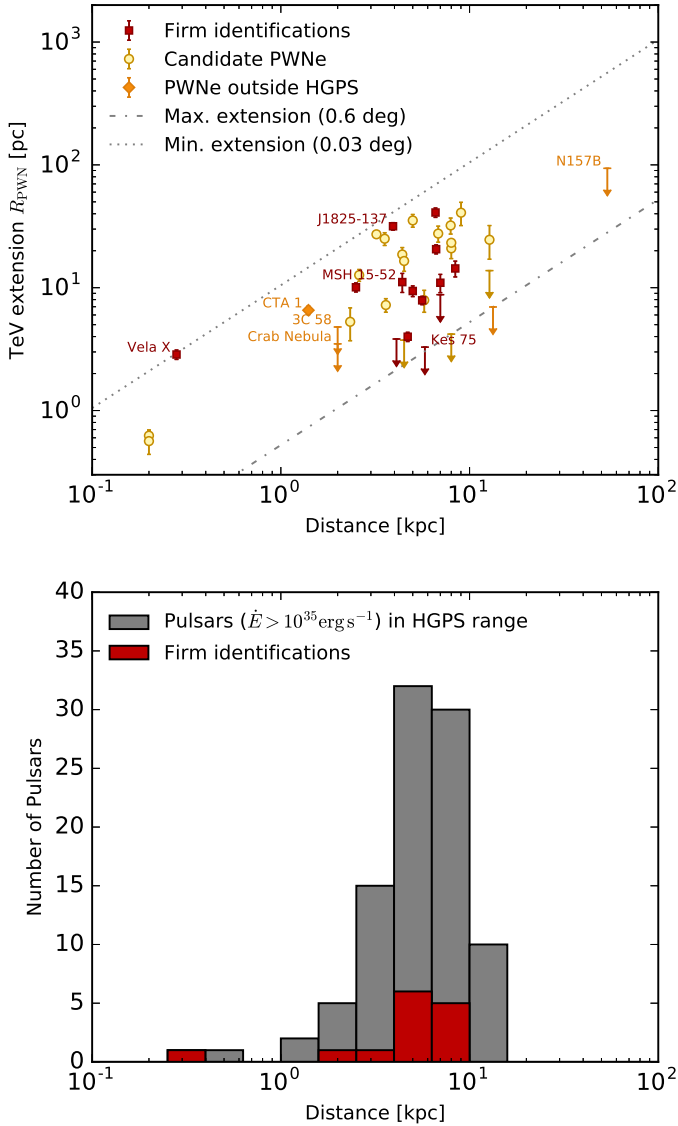 10³
10²
10¹
10⁰
TeV extension R_PWN [pc]
Firm identifications
Candidate PWNe
PWNe outside HGPS
Max. extension (0.6 deg)
Min. extension (0.03 deg)
N157B
J1825-137
MSH 15-52
CTA 1
3C 58
Crab Nebula
Vela X
Kes 75
10⁻¹ 10⁰ 10¹ 10²
Distance [kpc]
40
35
30
25
20
15
10
5
0
Number of Pulsars
Pulsars (Ė > 10³⁵ erg s⁻¹) in HGPS range
Firm identifications
10⁻¹ 10⁰ 10¹ 10²
Distance [kpc]